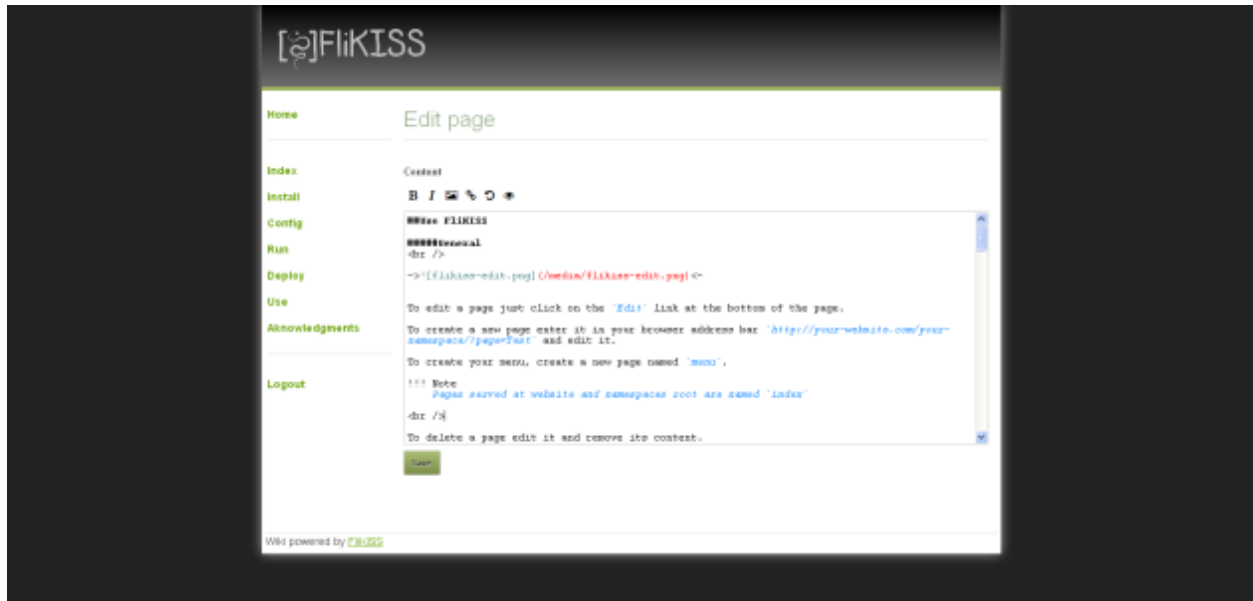 [ ]FliKISS
Home
Index
Install
Config
Run
Deploy
Use
Aknowledgments
Logout
Edit page
Content
B I
##Use FliKISS
#####General
<br />
->![flikiss-edit.png](/media/flikiss-edit.png)<-
To edit a page just click on the `Edit` link at the bottom of the page.
To create a new page enter it in your browser address bar `http://your-website.com/your-
namespace/?page=Test` and edit it.
To create your menu, create a new page named `menu`.
!!! Note
Pages served at website and namespaces root are named `index`
<br />
To delete a page edit it and remove its content.
Save
Wiki powered by FliKISS